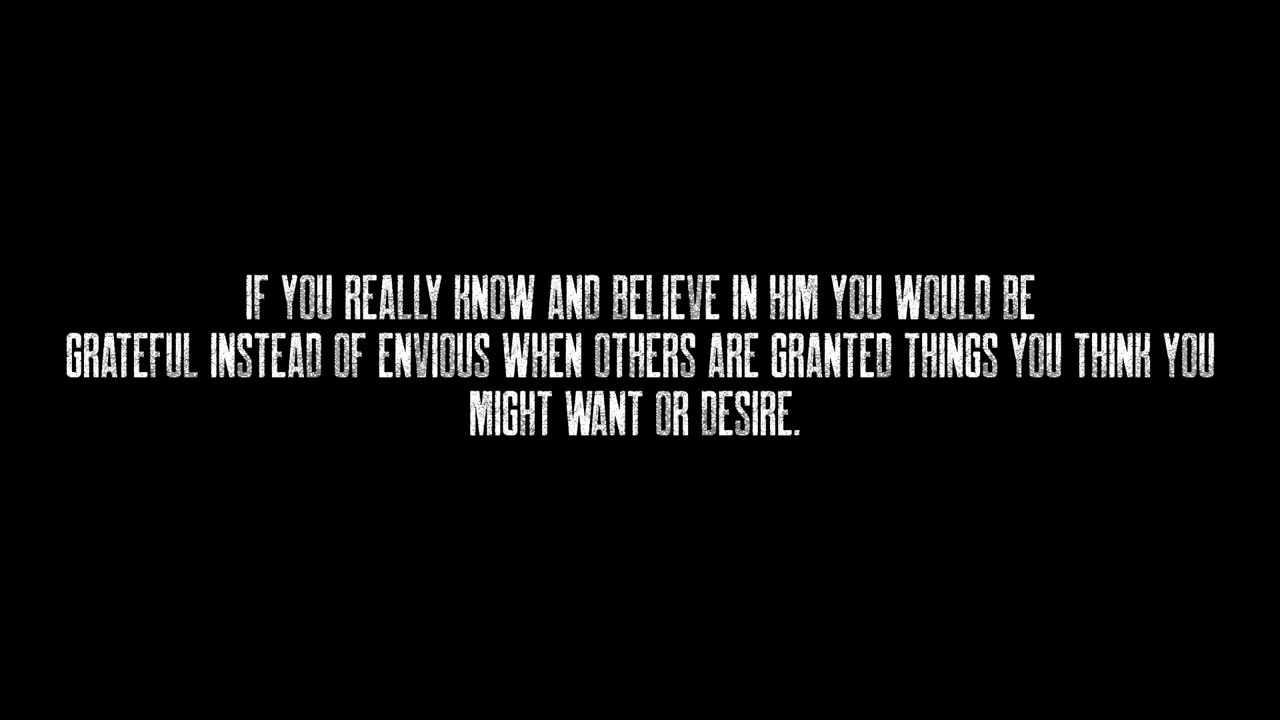 IF YOU REALLY KNOW AND BELIEVE IN HIM YOU WOULD BE
GRATEFUL INSTEAD OF ENVIOUS WHEN OTHERS ARE GRANTED THINGS YOU THINK YOU
MIGHT WANT OR DESIRE.